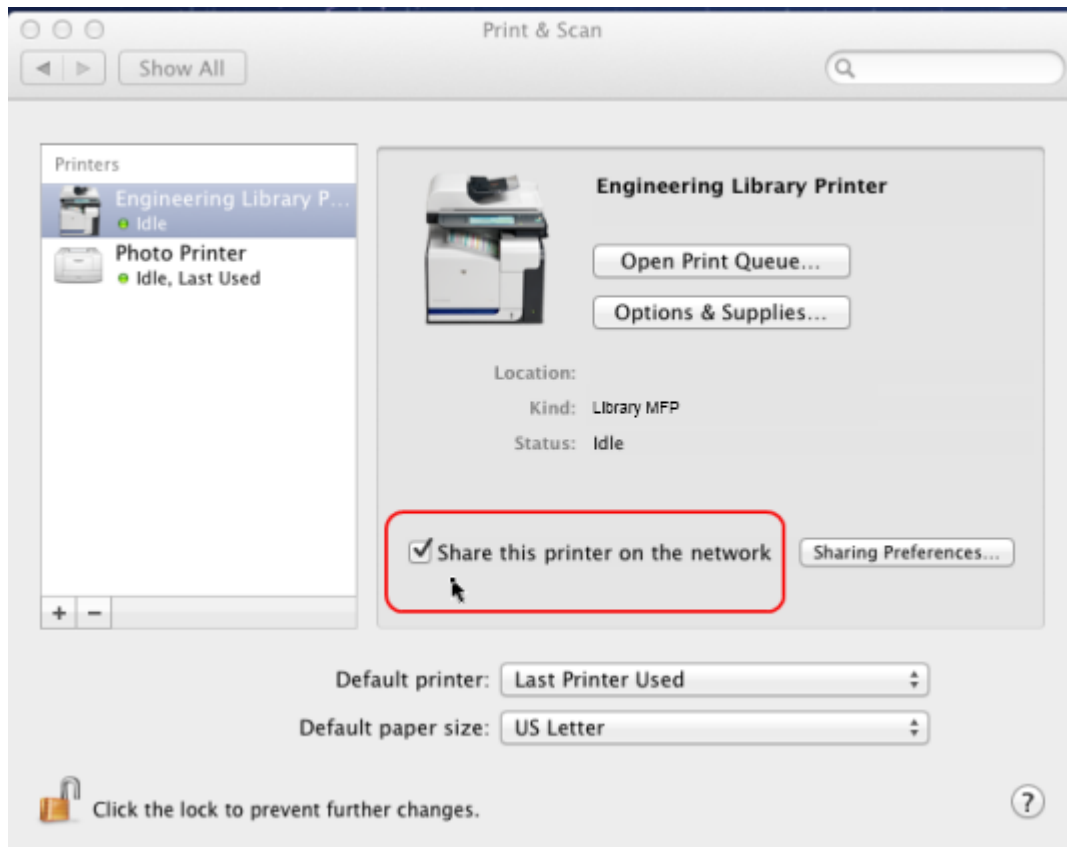 Print & Scan
Show All
Printers
Engineering Library P...
Idle
Photo Printer
Idle, Last Used
Engineering Library Printer
Open Print Queue...
Options & Supplies...
Location:
Kind: Library MFP
Status: Idle
Share this printer on the network
Sharing Preferences...
+ −
Default printer: Last Printer Used
Default paper size: US Letter
Click the lock to prevent further changes.
?